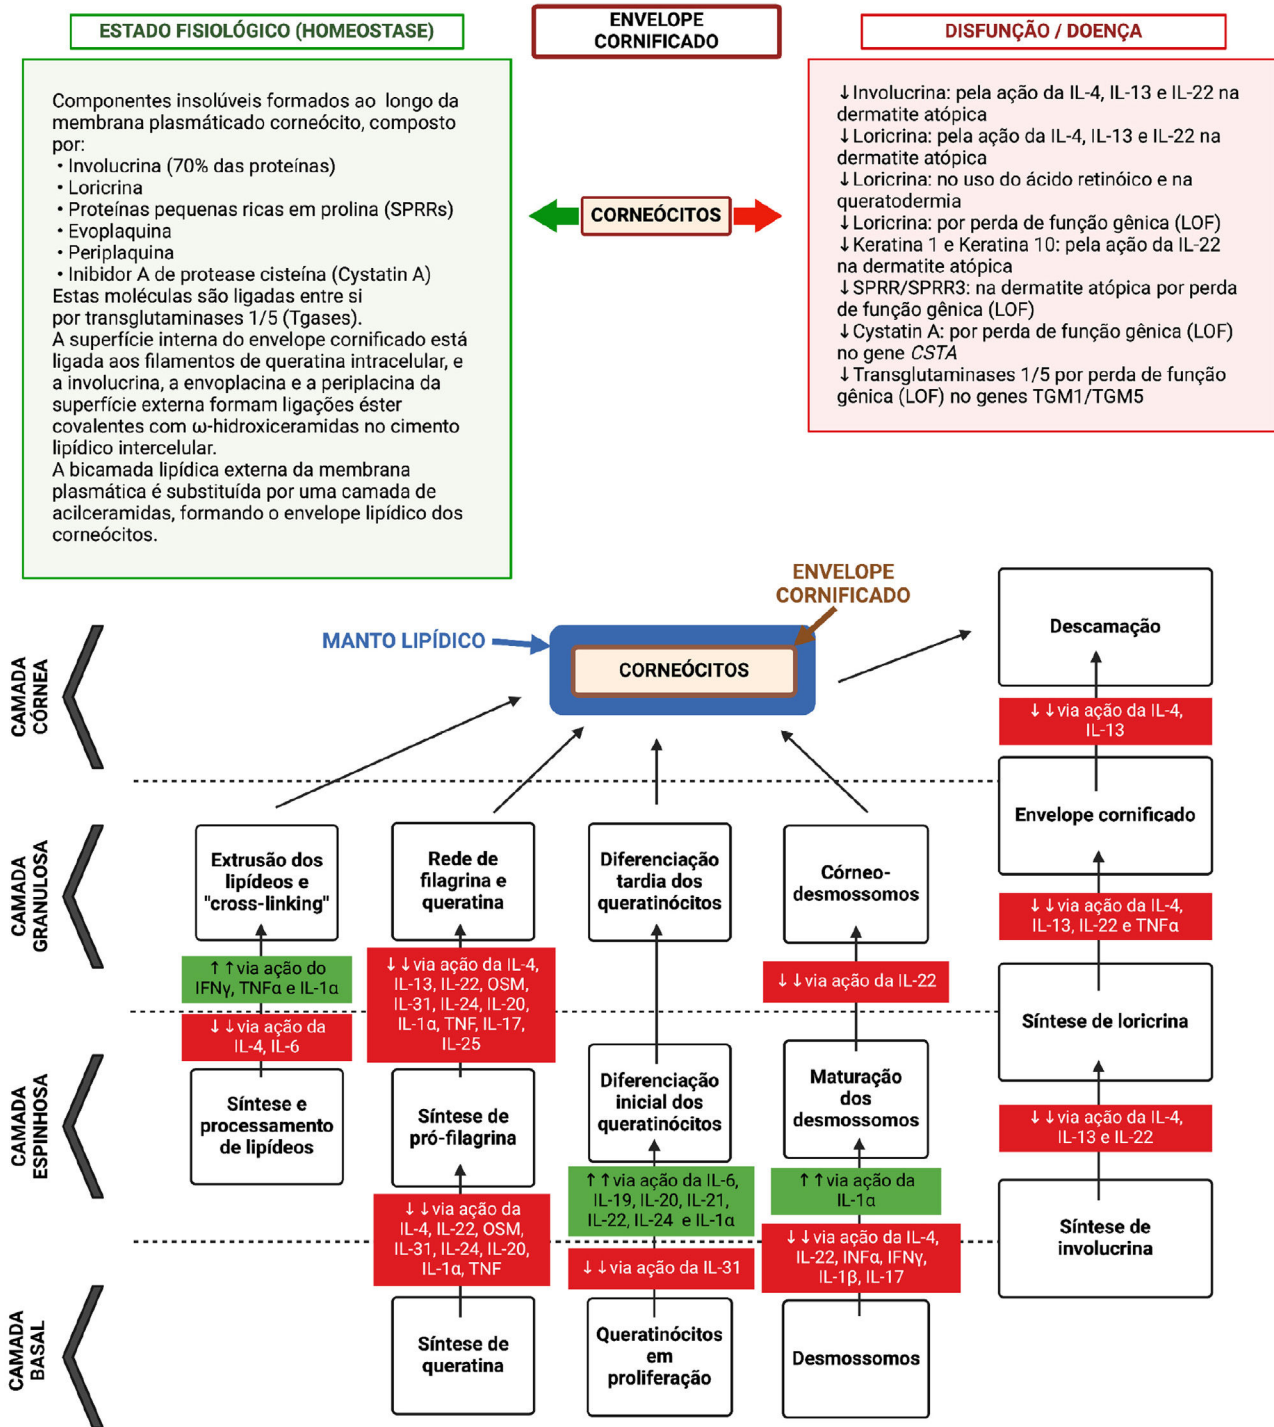 ESTADO FISIOLÓGICO (HOMEOSTASE)
ENVELOPE
CORNIFICADO
DISFUNÇÃO / DOENÇA
Componentes insolúveis formados ao longo da
membrana plasmáticado corneócito, composto
por:
• Involucrina (70% das proteínas)
• Loricrina
• Proteínas pequenas ricas em prolina (SPRRs)
• Evoplaquina
• Periplaquina
• Inibidor A de protease cisteína (Cystatin A)
Estas moléculas são ligadas entre si
por transglutaminases 1/5 (Tgases).
A superfície interna do envelope cornificado está
ligada aos filamentos de queratina intracelular, e
a involucrina, a envoplacina e a periplacina da
superfície externa formam ligações éster
covalentes com ω-hidroxiceramidas no cimento
lipídico intercelular.
A bicamada lipídica externa da membrana
plasmática é substituída por uma camada de
acilceramidas, formando o envelope lipídico dos
corneócitos.
CORNEÓCITOS
↓Involucrina: pela ação da IL-4, IL-13 e IL-22 na
dermatite atópica
↓Loricrina: pela ação da IL-4, IL-13 e IL-22 na
dermatite atópica
↓Loricrina: no uso do ácido retinóico e na
queratodermia
↓Loricrina: por perda de função gênica (LOF)
↓Keratina 1 e Keratina 10: pela ação da IL-22
na dermatite atópica
↓SPRR/SPRR3: na dermatite atópica por perda
de função gênica (LOF)
↓Cystatin A: por perda de função gênica (LOF)
no gene CSTA
↓Transglutaminases 1/5 por perda de função
gênica (LOF) no genes TGM1/TGM5
CAMADA
CÓRNEA
MANTO LIPÍDICO
ENVELOPE
CORNIFICADO
CORNEÓCITOS
Descamação
↓↓via ação da IL-4,
IL-13
Envelope cornificado
↓↓via ação da IL-4,
IL-13, IL-22 e TNFα
Síntese de loricrina
↓↓via ação da IL-4,
IL-13 e IL-22
Síntese de
involucrina
CAMADA
GRANULOSA
Extrusão dos
lipídeos e
"cross-linking"
Rede de
filagrina e
queratina
Diferenciação
tardia dos
queratinócitos
Córneo-
desmossomos
↑↑via ação do
IFNγ, TNFα e IL-1α
↓↓via ação da
IL-4, IL-6
↓↓via ação da IL-4,
IL-13, IL-22, OSM,
IL-31, IL-24, IL-20,
IL-1α, TNF, IL-17,
IL-25
↓↓via ação da IL-22
CAMADA
ESPINHOSA
Síntese e
processamento
de lipídeos
Síntese de
pró-filagrina
Diferenciação
inicial dos
queratinócitos
Maturação
dos
desmossomos
↓↓via ação da
IL-4, IL-22, OSM,
IL-31, IL-24, IL-20,
IL-1α, TNF
↑↑via ação da IL-6,
IL-19, IL-20, IL-21,
IL-22, IL-24 e IL-1α
↓↓via ação da IL-31
↑↑via ação da
IL-1α
↓↓via ação da IL-4,
IL-22, INFα, IFNγ,
IL-1β, IL-17
CAMADA
BASAL
Síntese de
queratina
Queratinócitos
em
proliferação
Desmossomos